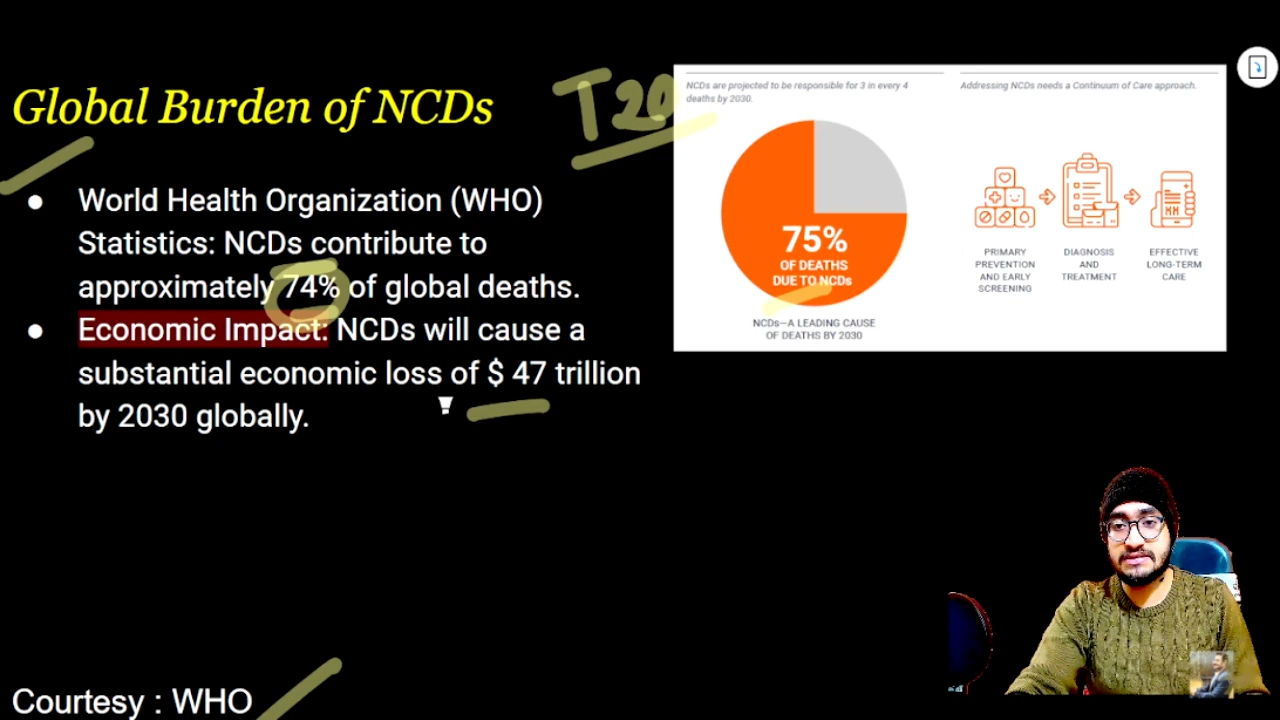 Global Burden of NCDs
T20
● World Health Organization (WHO)
Statistics: NCDs contribute to
approximately 74% of global deaths.
● Economic Impact: NCDs will cause a
substantial economic loss of $ 47 trillion
by 2030 globally.
NCDs are projected to be responsible for 3 in every 4
deaths by 2030.
75%
OF DEATHS
DUE TO NCDs
NCDs—A LEADING CAUSE
OF DEATHS BY 2030
Addressing NCDs needs a Continuum of Care approach.
PRIMARY
PREVENTION
AND EARLY
SCREENING
DIAGNOSIS
AND
TREATMENT
EFFECTIVE
LONG-TERM
CARE
Courtesy : WHO